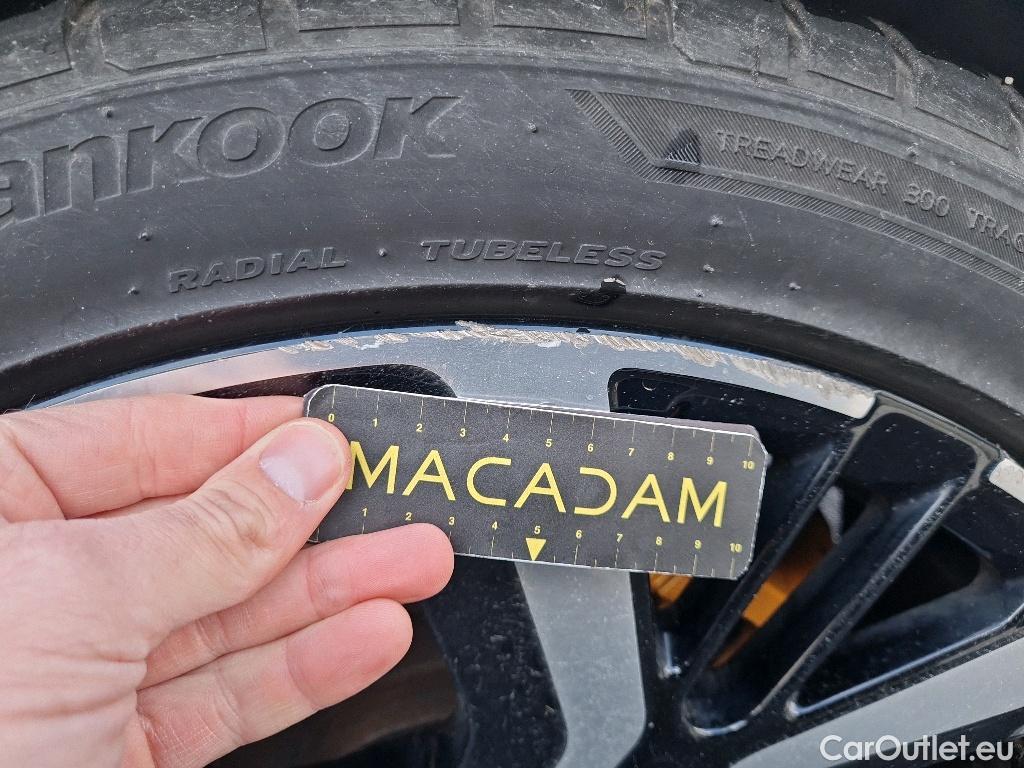 ankook
TREADWEAR 300 TRAC
RADIAL TUBELESS
0 1 2 3 4 5 6 7 8 9 10
MACADAM
1 2 3 4 5 6 7 8 9 10
CarOutlet.eu